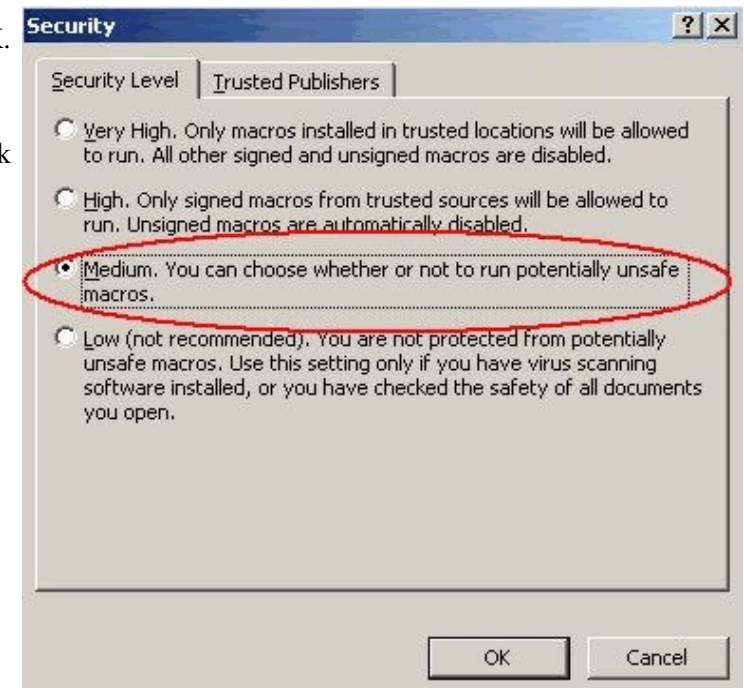 Security
Security Level
Trusted Publishers
Very High. Only macros installed in trusted locations will be allowed
to run. All other signed and unsigned macros are disabled.
High. Only signed macros from trusted sources will be allowed to
run. Unsigned macros are automatically disabled.
Medium. You can choose whether or not to run potentially unsafe
macros.
Low (not recommended). You are not protected from potentially
unsafe macros. Use this setting only if you have virus scanning
software installed, or you have checked the safety of all documents
you open.
OK
Cancel